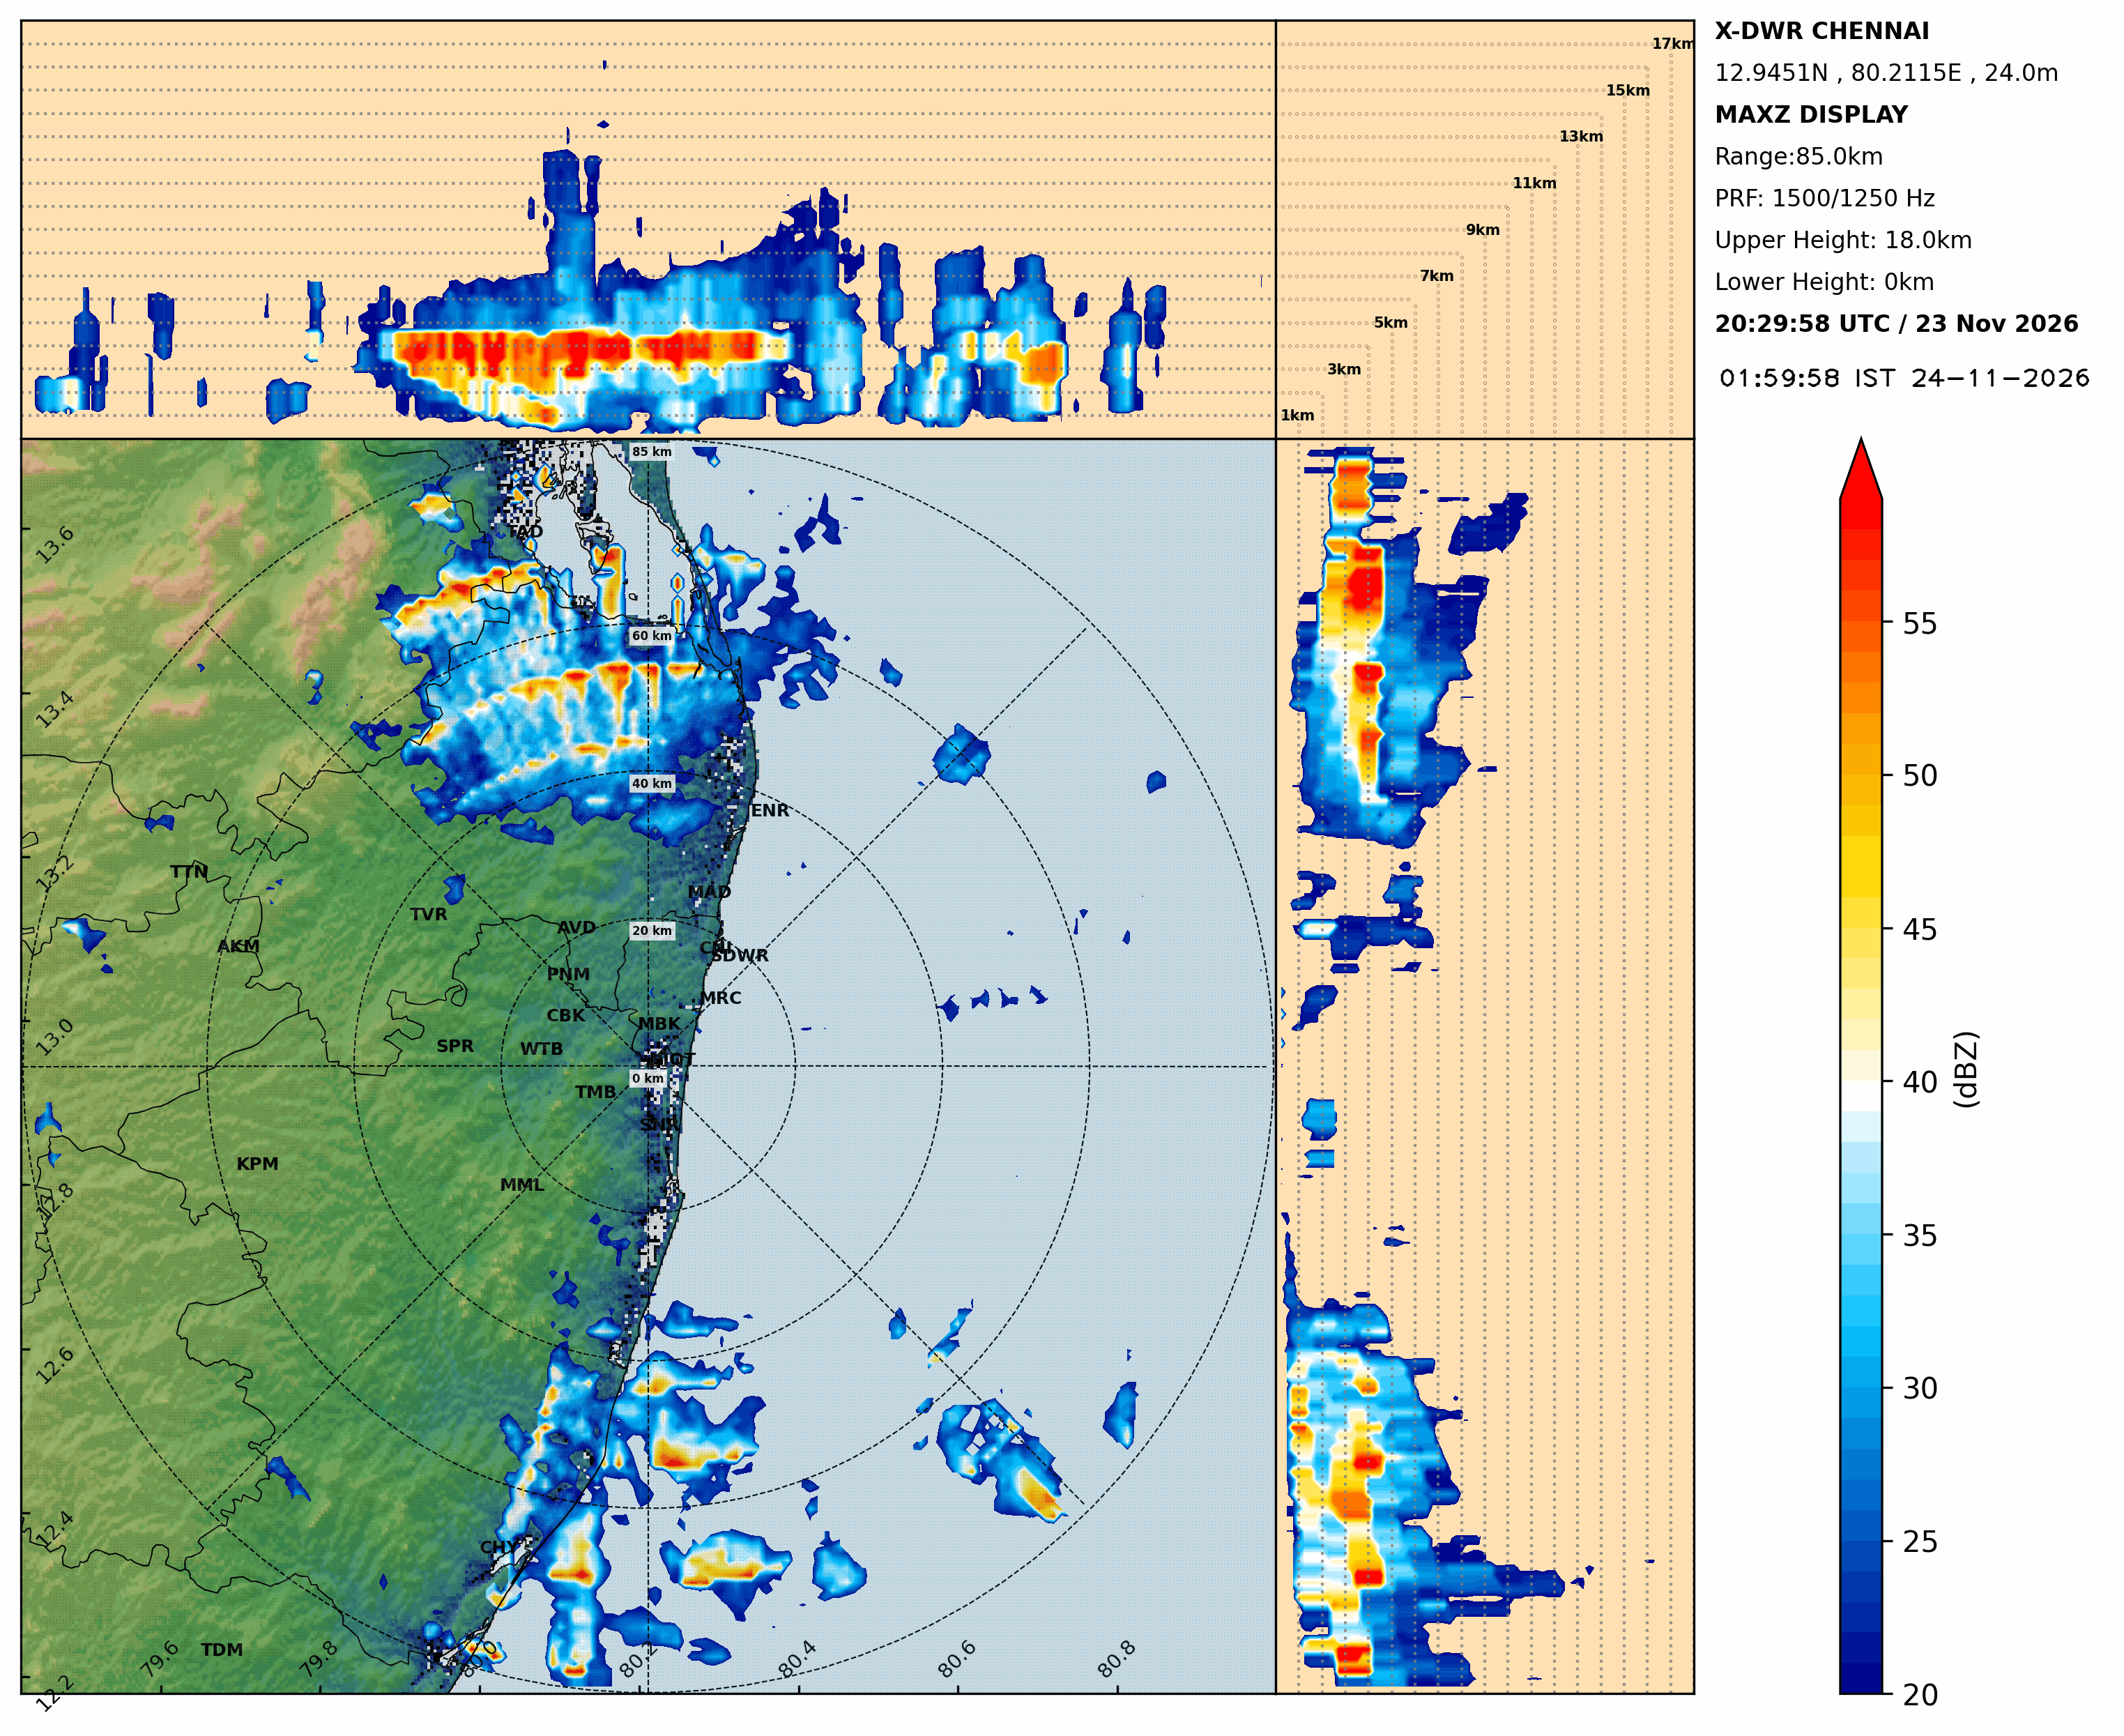 X-DWR CHENNAI
12.9451N , 80.2115E , 24.0m
MAXZ DISPLAY
Range:85.0km
PRF: 1500/1250 Hz
Upper Height: 18.0km
Lower Height: 0km
20:29:58 UTC / 23 Nov 2026
01:59:58 IST 24-11-2026
17km
15km
13km
11km
9km
7km
5km
3km
1km
85 km
TAD
13.6
60 km
13.4
40 km
ENR
13.2
TTN
MAD
TVR
AVD
20 km
AKM
SDWR
PNM
MRC
CBK
MBK
13.0
SPR
WTB
0 km
TMB
SNR
KPM
MML
12.8
12.6
12.4
CHY
TDM
12.2
79.6
79.8
80.0
80.2
80.4
80.6
80.8
55
50
45
40
35
30
25
20
(dBZ)